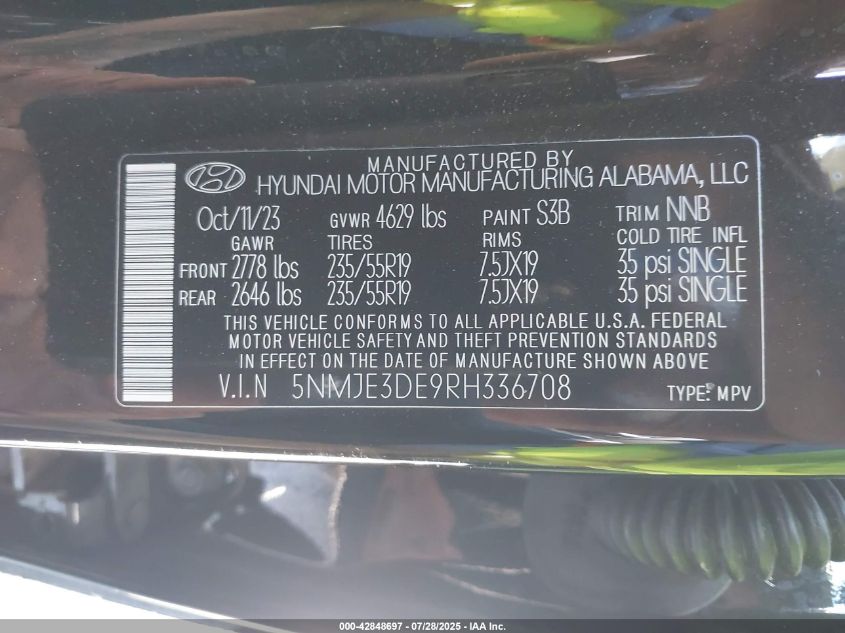 MANUFACTURED BY
HYUNDAI MOTOR MANUFACTURING ALABAMA, LLC
Oct/11/23 GVWR 4629 lbs PAINT S3B TRIM NNB
GAWR TIRES RIMS COLD TIRE INFL
FRONT 2778 lbs 235/55R19 7.5JX19 35 psi SINGLE
REAR 2646 lbs 235/55R19 7.5JX19 35 psi SINGLE
THIS VEHICLE CONFORMS TO ALL APPLICABLE U.S.A. FEDERAL
MOTOR VEHICLE SAFETY AND THEFT PREVENTION STANDARDS
IN EFFECT ON THE DATE OF MANUFACTURE SHOWN ABOVE
V.I.N 5NMJE3DE9RH336708 TYPE: MPV
000-42848697 - 07/28/2025 - IAA Inc.